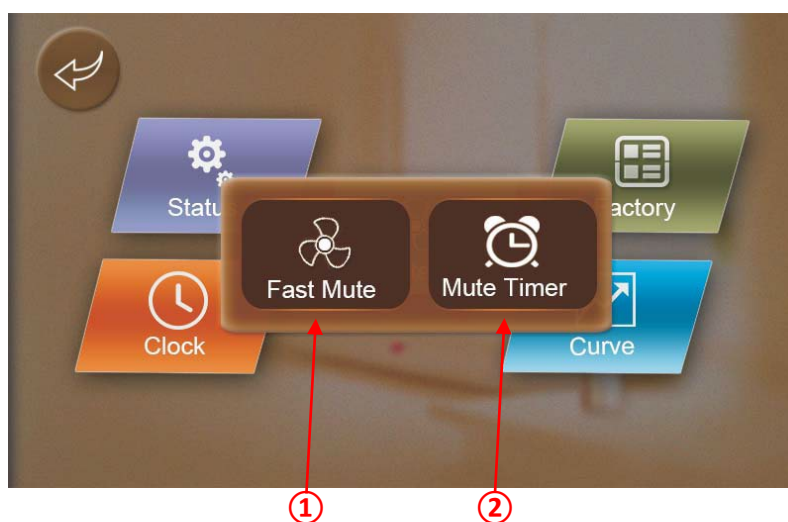 Statu
actory
Fast Mute
Mute Timer
Clock
Curve
①
②